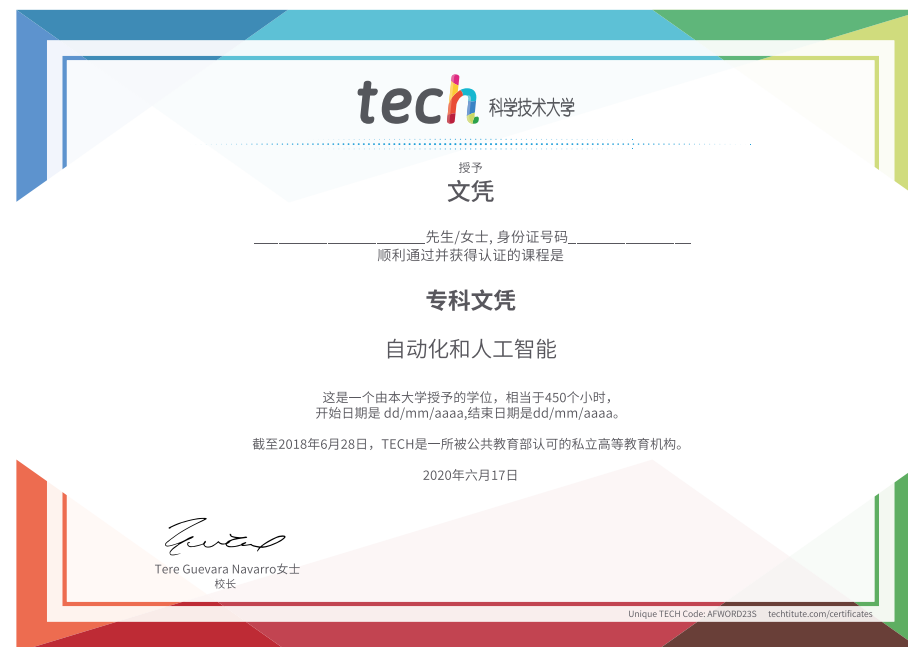 tech 科学技术大学
授予
文凭
______________________先生/女士, 身份证号码________________
顺利通过并获得认证的课程是
专科文凭
自动化和人工智能
这是一个由本大学授予的学位，相当于450个小时，
开始日期是 dd/mm/aaaa,结束日期是dd/mm/aaaa。
截至2018年6月28日，TECH是一所被公共教育部认可的私立高等教育机构。
2020年六月17日
Tere Guevara Navarro女士
校长
Unique TECH Code: AFWORD23S techtitute.com/certificates